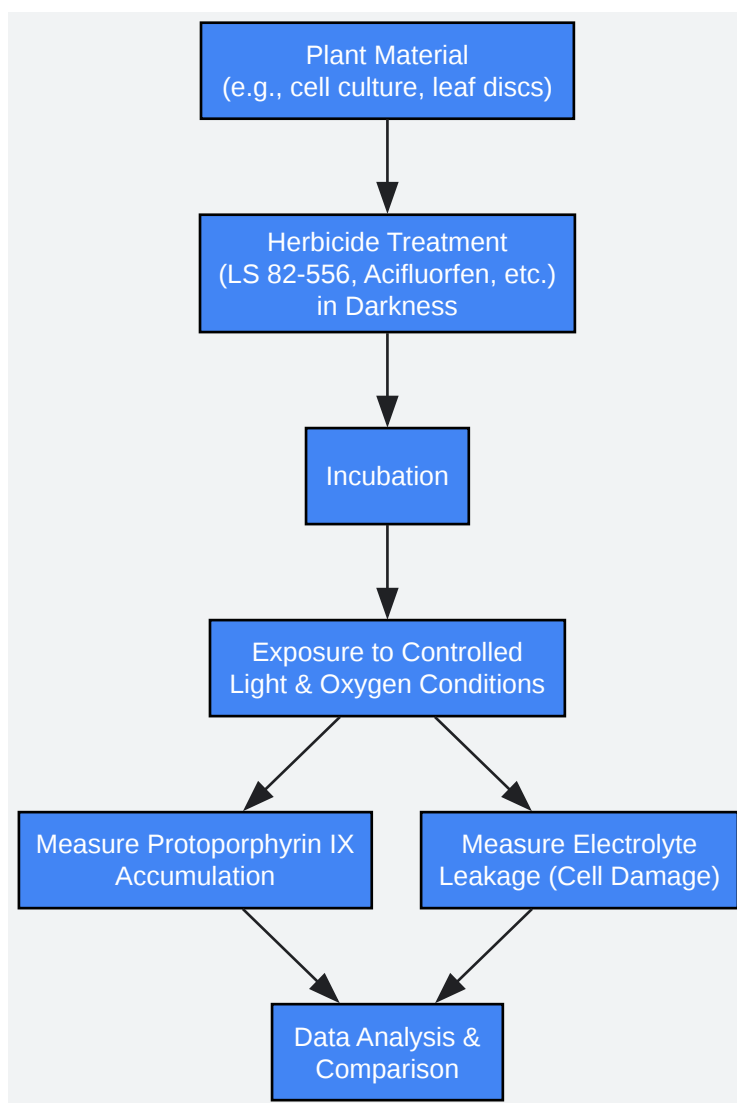 Plant Material
(e.g., cell culture, leaf discs)
Herbicide Treatment
(LS 82-556, Acifluorfen, etc.)
in Darkness
Incubation
Exposure to Controlled
Light & Oxygen Conditions
Measure Protoporphyrin IX
Accumulation
Measure Electrolyte
Leakage (Cell Damage)
Data Analysis &
Comparison